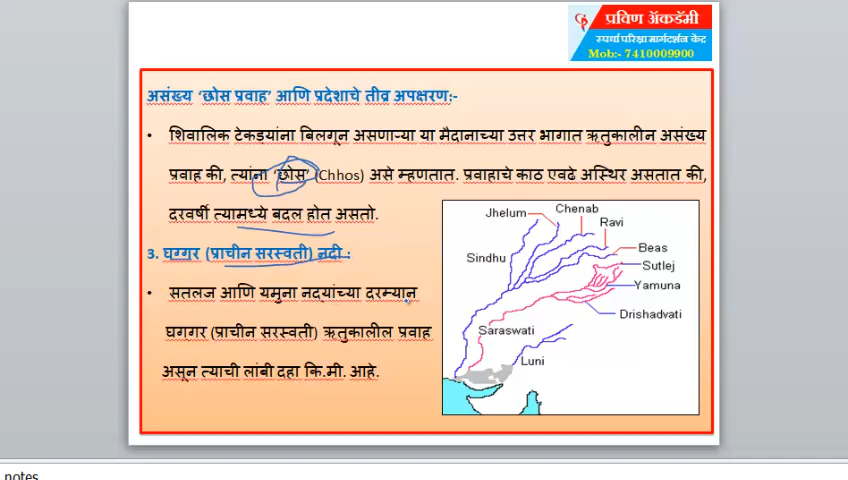 प्रविण ॲकडॅमी
स्पर्धा परिक्षा मार्गदर्शन केंद्र
Mob:- 7410009900
असंख्य ‘छोस प्रवाह’ आणि प्रदेशाचे तीव्र अपक्षरण:-
• शिवालिक टेकड्यांना बिलगून असणाऱ्या या मैदानाच्या उत्तर भागात ऋतुकालीन असंख्य
प्रवाह की, त्यांना ‘छोस’ (Chhos) असे म्हणतात. प्रवाहाचे काठ एवढे अस्थिर असतात की,
दरवर्षी त्यामध्ये बदल होत असतो.
3. घग्गर (प्राचीन सरस्वती) नदी :
• सतलज आणि यमुना नदयांच्या दरम्यान
घगगर (प्राचीन सरस्वती) ऋतुकालील प्रवाह
असून त्याची लांबी दहा कि.मी. आहे.
Jhelum
Chenab
Ravi
Beas
Sindhu
Sutlej
Yamuna
Drishadvati
Saraswati
Luni
notes